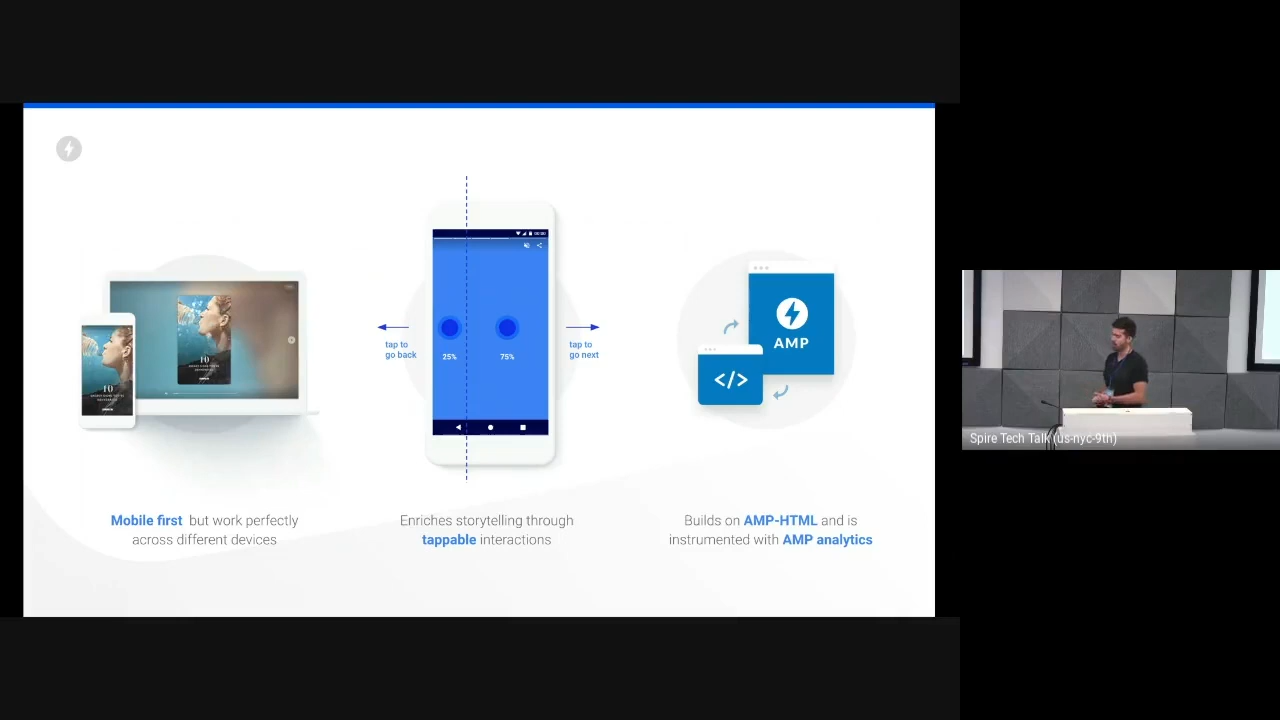 tap to
go back
25%
75%
tap to
go next
10
10
</>
AMP
Mobile first but work perfectly
across different devices
Enriches storytelling through
tappable interactions
Builds on AMP-HTML and is
instrumented with AMP analytics
Spire Tech Talk (us-nyc-9th)